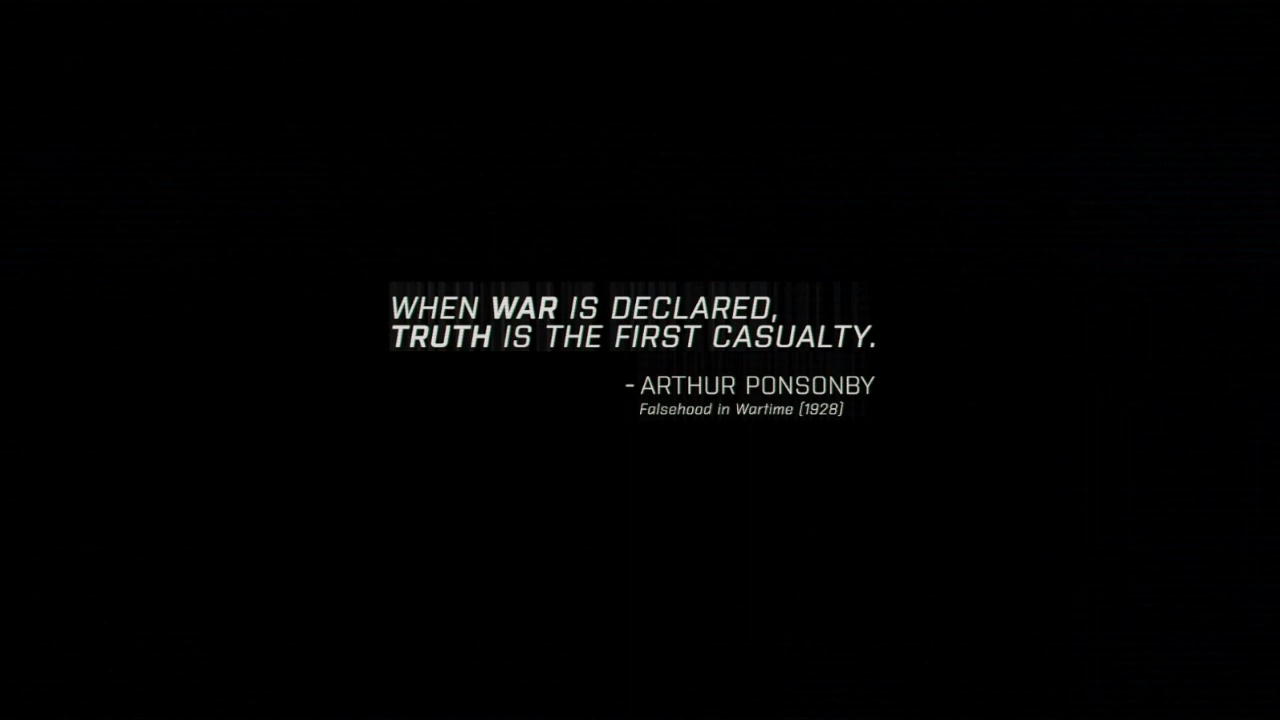 WHEN WAR IS DECLARED,
TRUTH IS THE FIRST CASUALTY.
- ARTHUR PONSONBY
Falsehood in Wartime (1928)